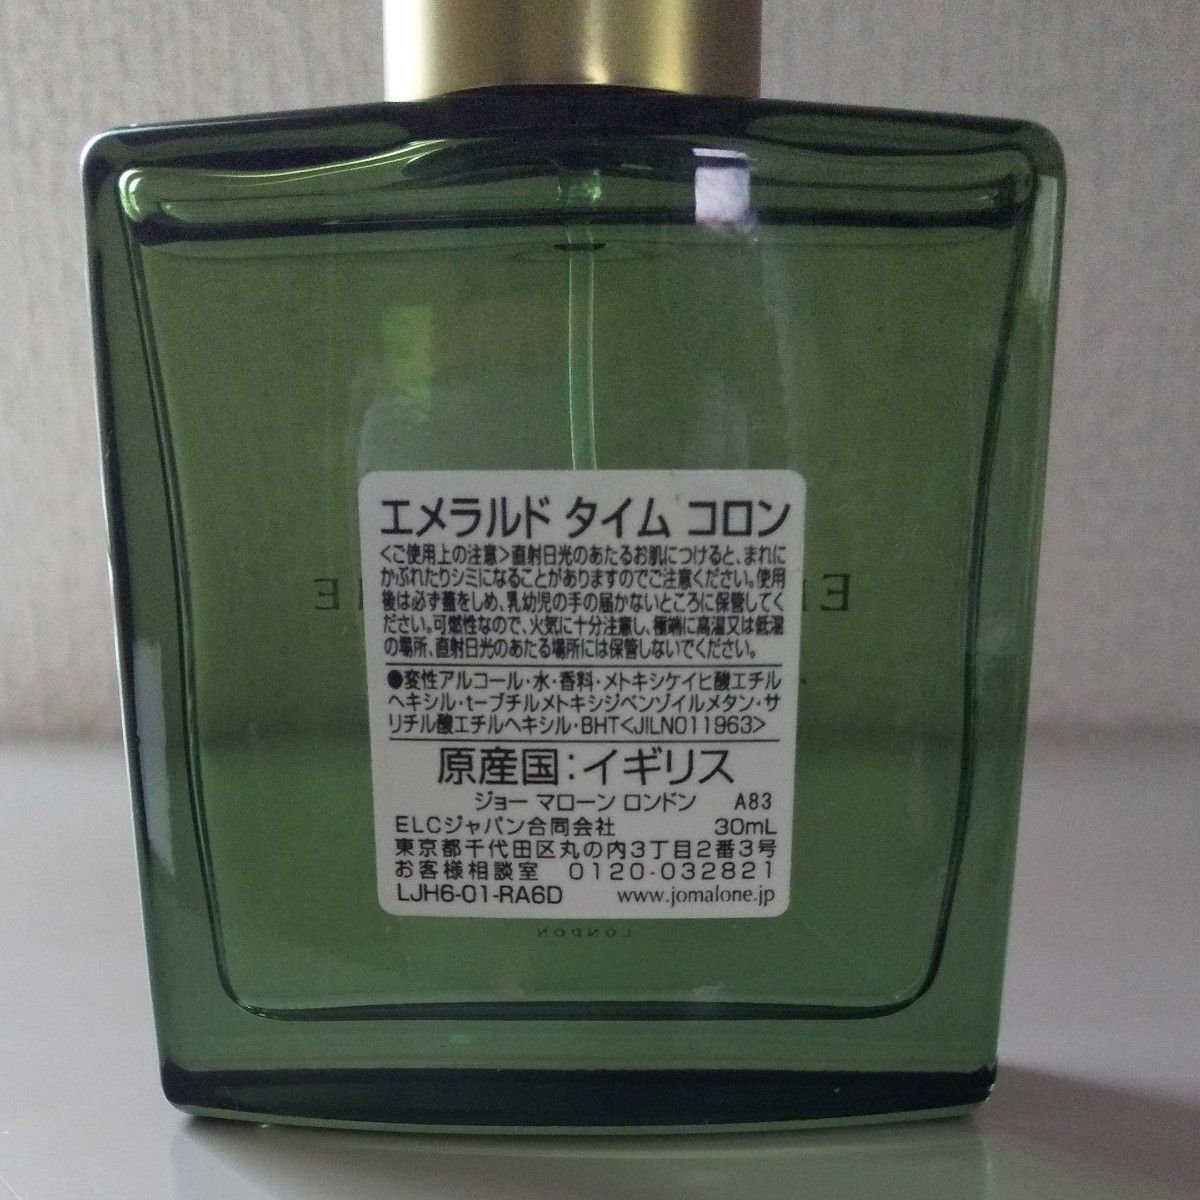 エメラルド タイム コロン
<ご使用上の注意>直射日光のあたるお肌につけると、まれに
かぶれたりシミになることがありますのでご注意ください。使用
後は必ず蓋をしめ、乳幼児の手の届かないところに保管してく
ださい。可燃性なので、火気に十分注意し、極端に高温又は低温
の場所、直射日光のあたる場所には保管しないでください。
●変性アルコール・水・香料・メトキシケイヒ酸エチル
ヘキシル・t-ブチルメトキシジベンゾイルメタン・サ
リチル酸エチルヘキシル・BHT<JILN011963>
原産国：イギリス
ジョー マローン ロンドン A83
ELCジャパン合同会社 30mL
東京都千代田区丸の内3丁目2番3号
お客様相談室 0120-032821
LJH6-01-RA6D www.jomalone.jp
LONDON